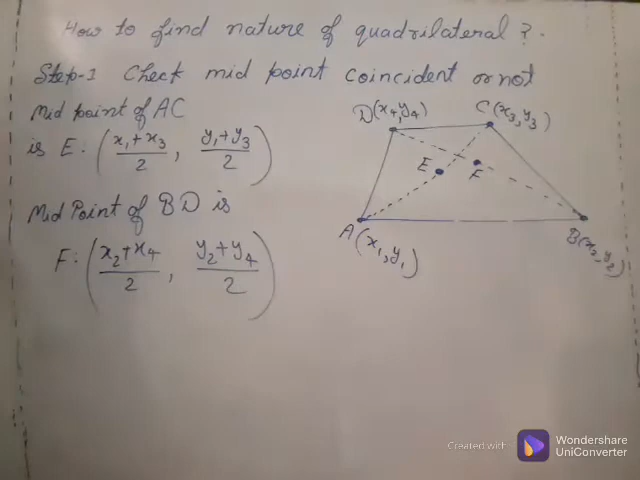 How to find nature of quadrilateral?
Step-1 Check mid point coincident or not
Mid point of AC
is E: (x₁+x₃/2, y₁+y₃/2)
Mid Point of BD is
F: (x₂+x₄/2, y₂+y₄/2)
D(x₄,y₄)
C(x₃,y₃)
E
F
A(x₁,y₁)
B(x₂,y₂)
Created with
Wondershare
UniConverter